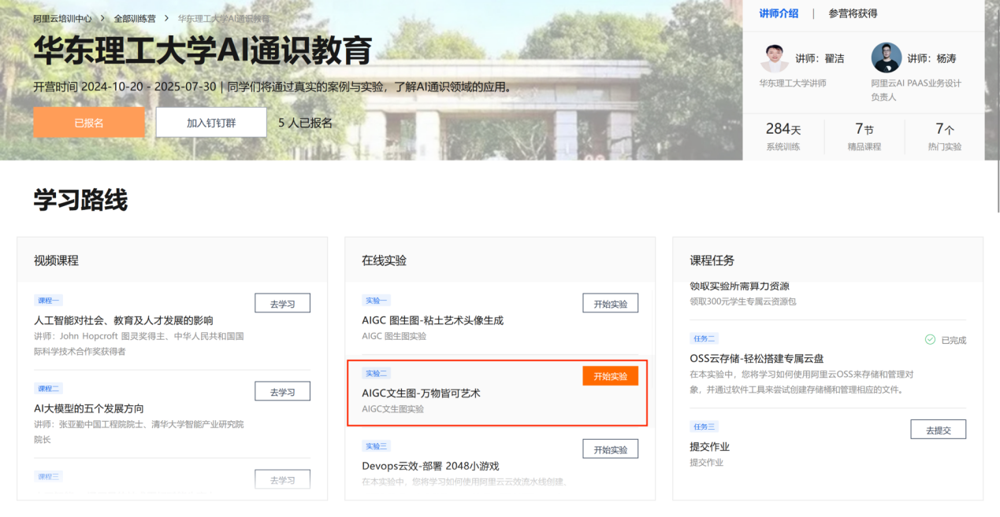 阿里云培训中心 > 全部训练营 > 华东理工大学AI通识教育
华东理工大学AI通识教育
开营时间 2024-10-20 - 2025-07-30 | 同学们将通过真实的案例与实验，了解AI通识领域的应用。
已报名
加入钉钉群
5 人已报名
讲师介绍 | 参营将获得
讲师：翟洁
华东理工大学讲师
讲师：杨涛
阿里云AI PAAS业务设计
负责人
284天
系统训练
7节
精品课程
7个
热门实验
学习路线
视频课程
课程一
去学习
人工智能对社会、教育及人才发展的影响
讲师：John Hopcroft 图灵奖得主、中华人民共和国国
际科学技术合作奖获得者
课程二
去学习
AI大模型的五个发展方向
讲师：张亚勤中国工程院院士、清华大学智能产业研究院
院长
课程三
去学习
在线实验
实验一
开始实验
AIGC 图生图-粘土艺术头像生成
AIGC 图生图实验
实验二
开始实验
AIGC文生图-万物皆可艺术
AIGC文生图实验
实验三
开始实验
Devops云效-部署 2048小游戏
在本实验中，您将学习如何使用阿里云云效流水线创建、
课程任务
领取实验所需算力资源
领取300元学生专属云资源包
任务二
已完成
OSS云存储-轻松搭建专属云盘
在本实验中，您将学习如何使用阿里云OSS来存储和管理对
象，并通过软件工具来尝试创建存储桶和管理相应的文件。
任务三
去提交
提交作业
提交作业